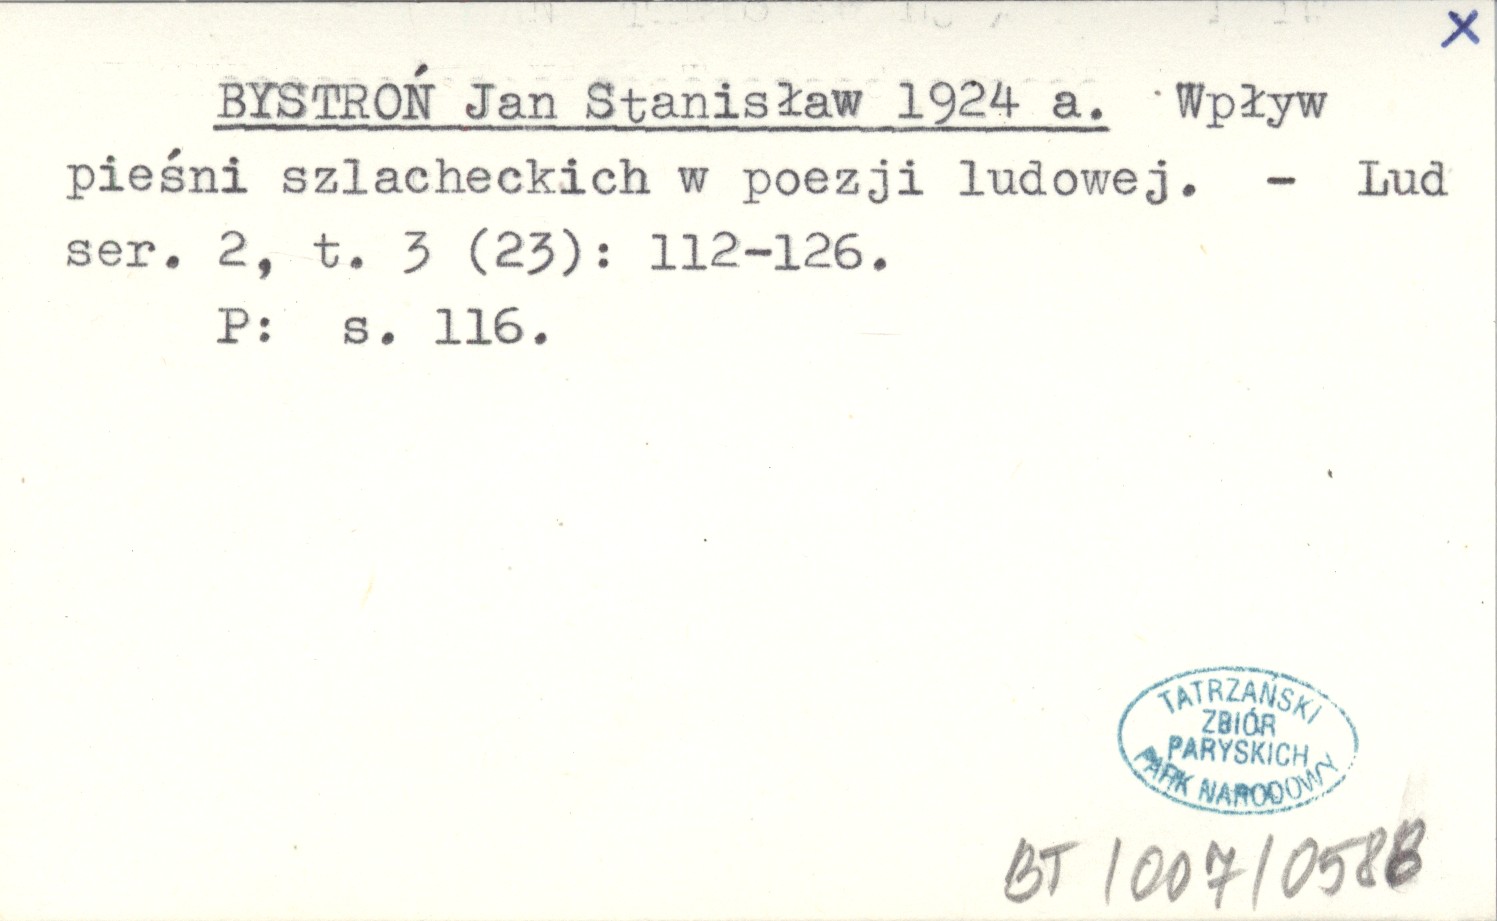 x
BYSTROŃ Jan Stanisław 1924 a. Wpływ
pieśni szlacheckich w poezji ludowej. - Lud
ser. 2, t. 3 (23): 112-126.
P: s. 116.
TATRZAŃSKI
ZBIÓR
PARYSKICH
PARK NARODOWY
BT/007/0588